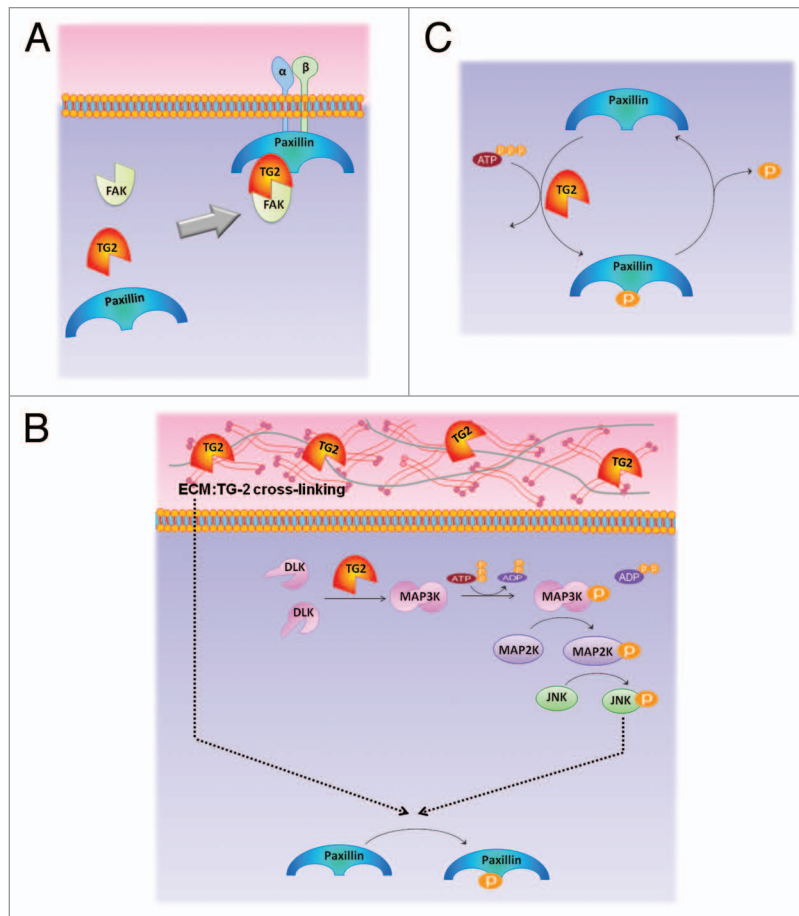 A
α
β
Paxillin
TG2
FAK
FAK
TG2
Paxillin
C
Paxillin
ATP
P P P
TG2
P
Paxillin
P
B
TG2
TG2
TG2
TG2
ECM:TG-2 cross-linking
DLK
TG2
DLK
MAP3K
ATP
P
P
P
P
P
ADP
MAP3K
P
P P
ADP
MAP2K
MAP2K
P
JNK
JNK
P
Paxillin
Paxillin
P